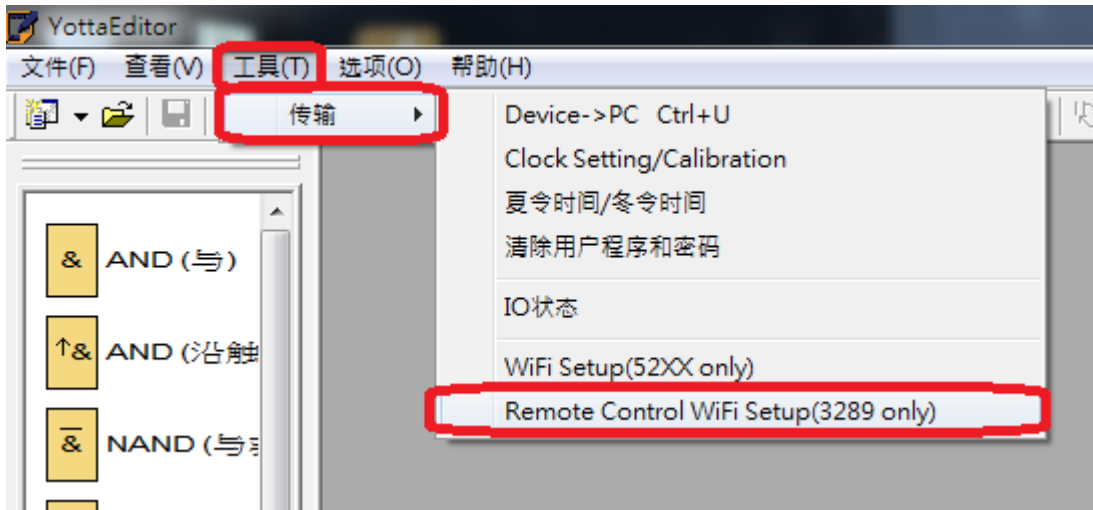 YottaEditor
文件(F) 查看(V) 工具(T) 选项(O) 帮助(H)
传输
Device->PC Ctrl+U
Clock Setting/Calibration
夏令时间/冬令时间
清除用户程序和密码
IO状态
WiFi Setup(52XX only)
Remote Control WiFi Setup(3289 only)
& AND (与)
↑& AND (沿触
& NAND (与